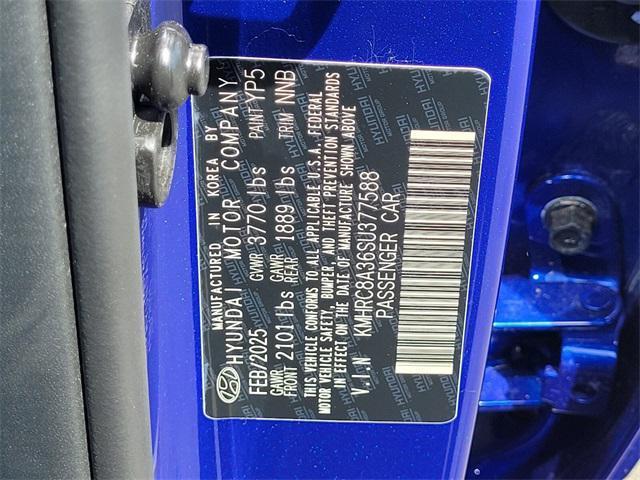 MANUFACTURED IN KOREA BY
HYUNDAI MOTOR COMPANY
FEB/2025 GVWR 3770 lbs PAINT YP5
GAWR FRONT 2101 lbs GAWR REAR 1889 lbs TRIM NNB
THIS VEHICLE CONFORMS TO ALL APPLICABLE U.S.A. FEDERAL
MOTOR VEHICLE SAFETY, BUMPER, AND THEFT PREVENTION STANDARDS
IN EFFECT ON THE DATE OF MANUFACTURE SHOWN ABOVE
V.I.N KMHRC8A36SU377588
PASSENGER CAR